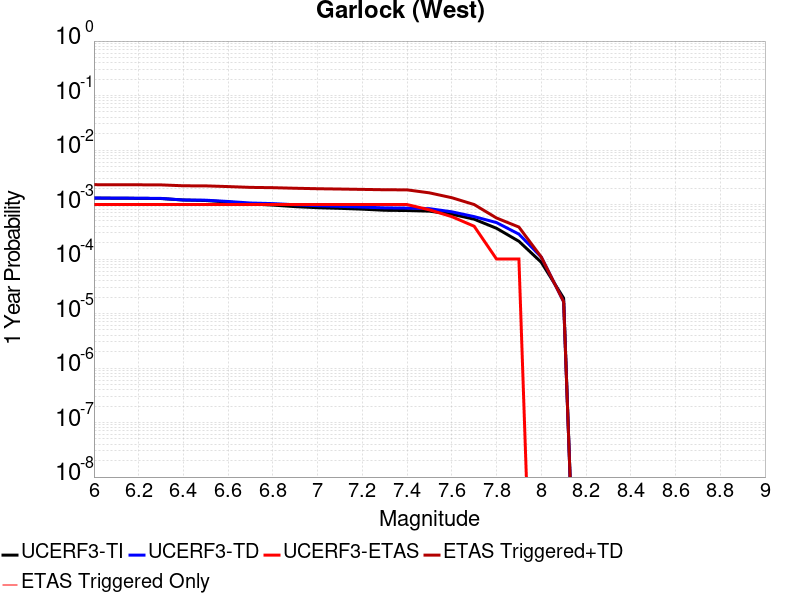 Garlock (West)
10^0
10^-1
10^-2
10^-3
10^-4
10^-5
10^-6
10^-7
10^-8
1 Year Probability
6 6.2 6.4 6.6 6.8 7 7.2 7.4 7.6 7.8 8 8.2 8.4 8.6 8.8 9
Magnitude
UCERF3-TI UCERF3-TD UCERF3-ETAS ETAS Triggered+TD
ETAS Triggered Only